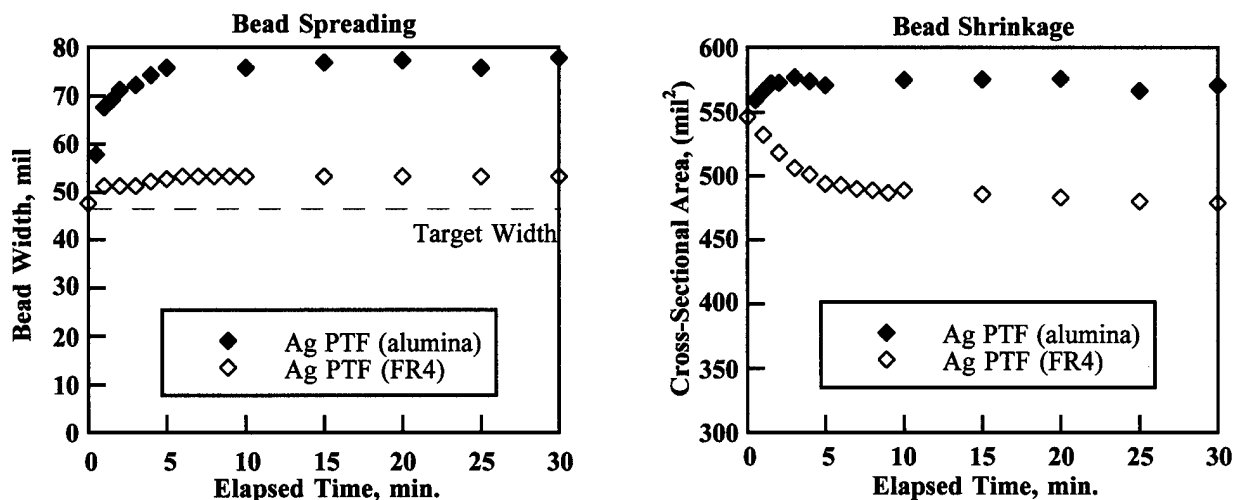 Bead Spreading
80
70
60
50
40
30
20
10
0
Bead Width, mil
Target Width
Ag PTF (alumina)
Ag PTF (FR4)
0 5 10 15 20 25 30
Elapsed Time, min.
Bead Shrinkage
600
550
500
450
400
350
300
Cross-Sectional Area, (mil²)
Ag PTF (alumina)
Ag PTF (FR4)
0 5 10 15 20 25 30
Elapsed Time, min.